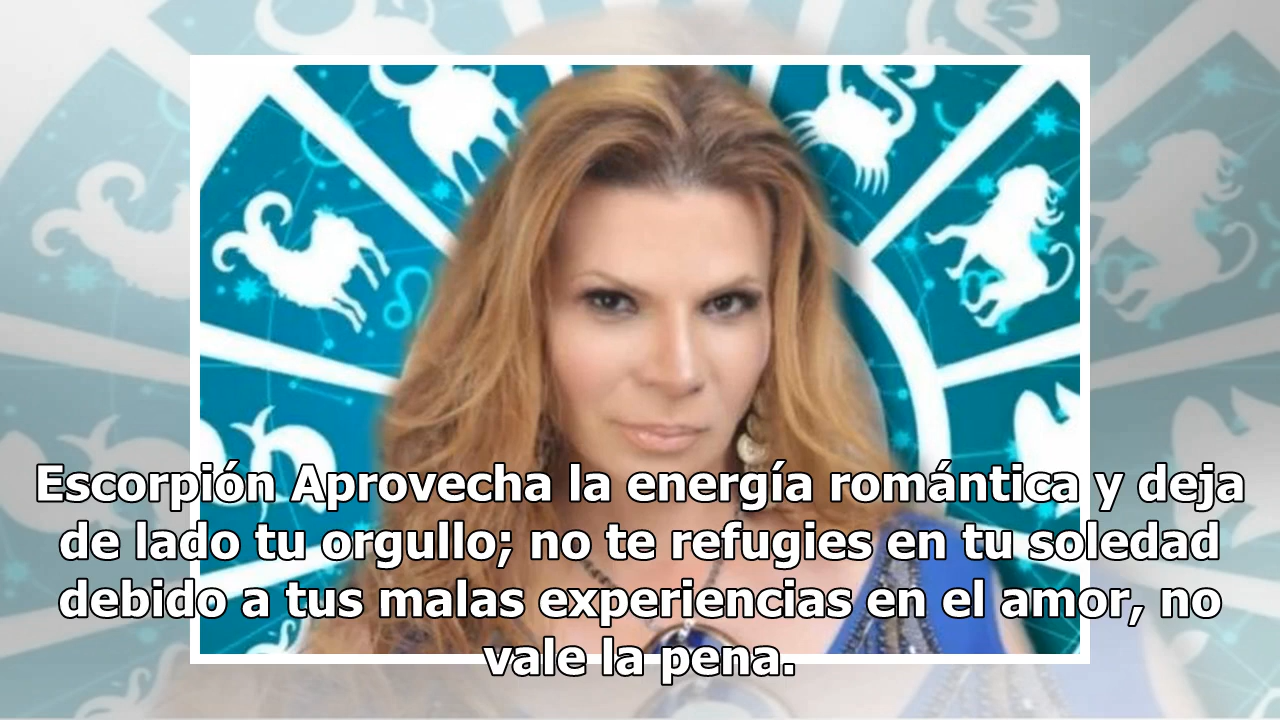 Escorpión Aprovecha la energía romántica y deja
de lado tu orgullo; no te refugies en tu soledad
debido a tus malas experiencias en el amor, no
vale la pena.